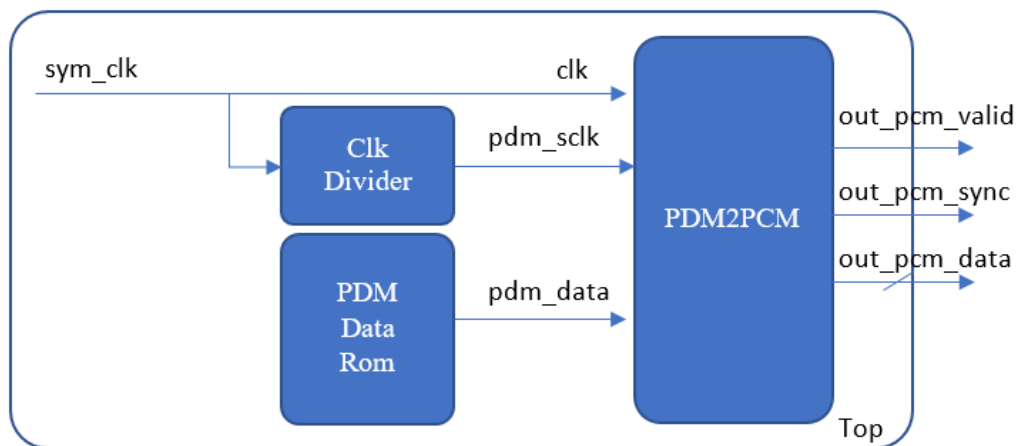 sym_clk
clk
Clk
Divider
pdm_sclk
PDM
Data
Rom
pdm_data
PDM2PCM
out_pcm_valid
out_pcm_sync
out_pcm_data
Top